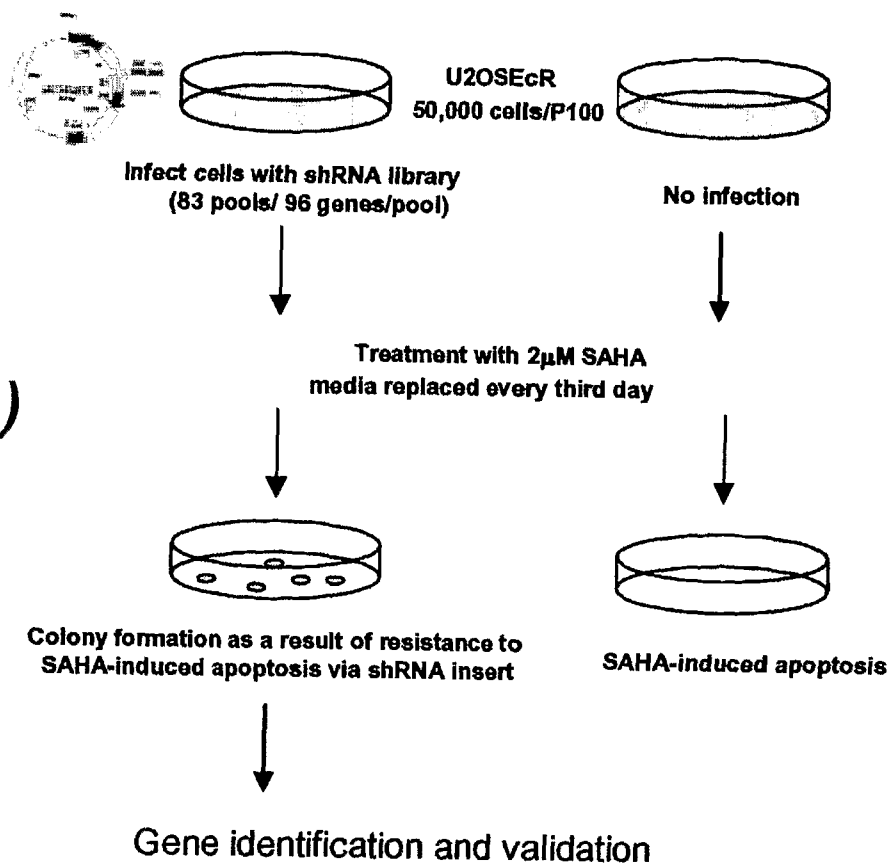 U2OSEcR
50,000 cells/P100
Infect cells with shRNA library
(83 pools/ 96 genes/pool)
No infection
Treatment with 2µM SAHA
media replaced every third day
)
Colony formation as a result of resistance to
SAHA-induced apoptosis via shRNA insert
SAHA-induced apoptosis
Gene identification and validation